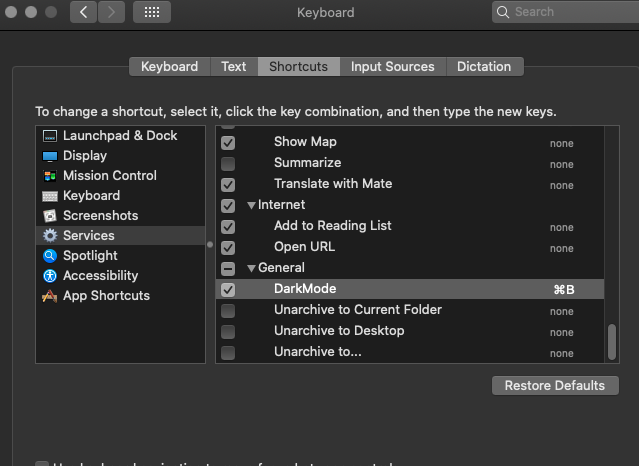 Keyboard
Search
Keyboard Text Shortcuts Input Sources Dictation
To change a shortcut, select it, click the key combination, and then type the new keys.
Launchpad & Dock
Display
Mission Control
Keyboard
Screenshots
Services
Spotlight
Accessibility
App Shortcuts
Show Map none
Summarize none
Translate with Mate none
Internet
Add to Reading List none
Open URL none
General
DarkMode ⌘B
Unarchive to Current Folder none
Unarchive to Desktop none
Unarchive to... none
Restore Defaults